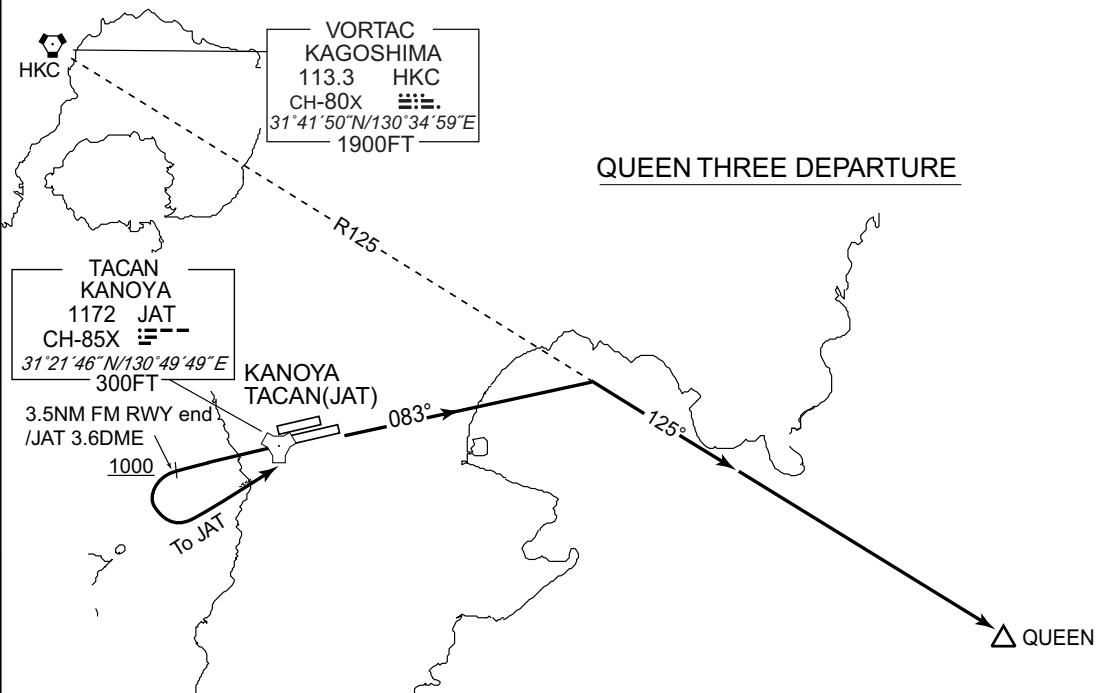 HKC
VORTAC
KAGOSHIMA
113.3 HKC
CH-80X
31°41´50˝N/130°34´59˝E
1900FT
QUEEN THREE DEPARTURE
R125
TACAN
KANOYA
1172 JAT
CH-85X
31°21´46˝N/130°49´49˝E
300FT
KANOYA
TACAN(JAT)
3.5NM FM RWY end
/JAT 3.6DME
1000
083°
125°
To JAT
QUEEN